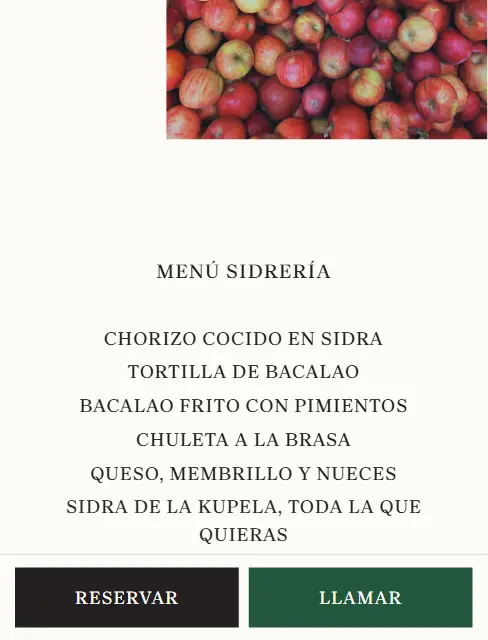 MENÚ SIDRERÍA
CHORIZO COCIDO EN SIDRA
TORTILLA DE BACALAO
BACALAO FRITO CON PIMIENTOS
CHULETA A LA BRASA
QUESO, MEMBRILLO Y NUECES
SIDRA DE LA KUPELA, TODA LA QUE
QUIERAS
RESERVAR
LLAMAR